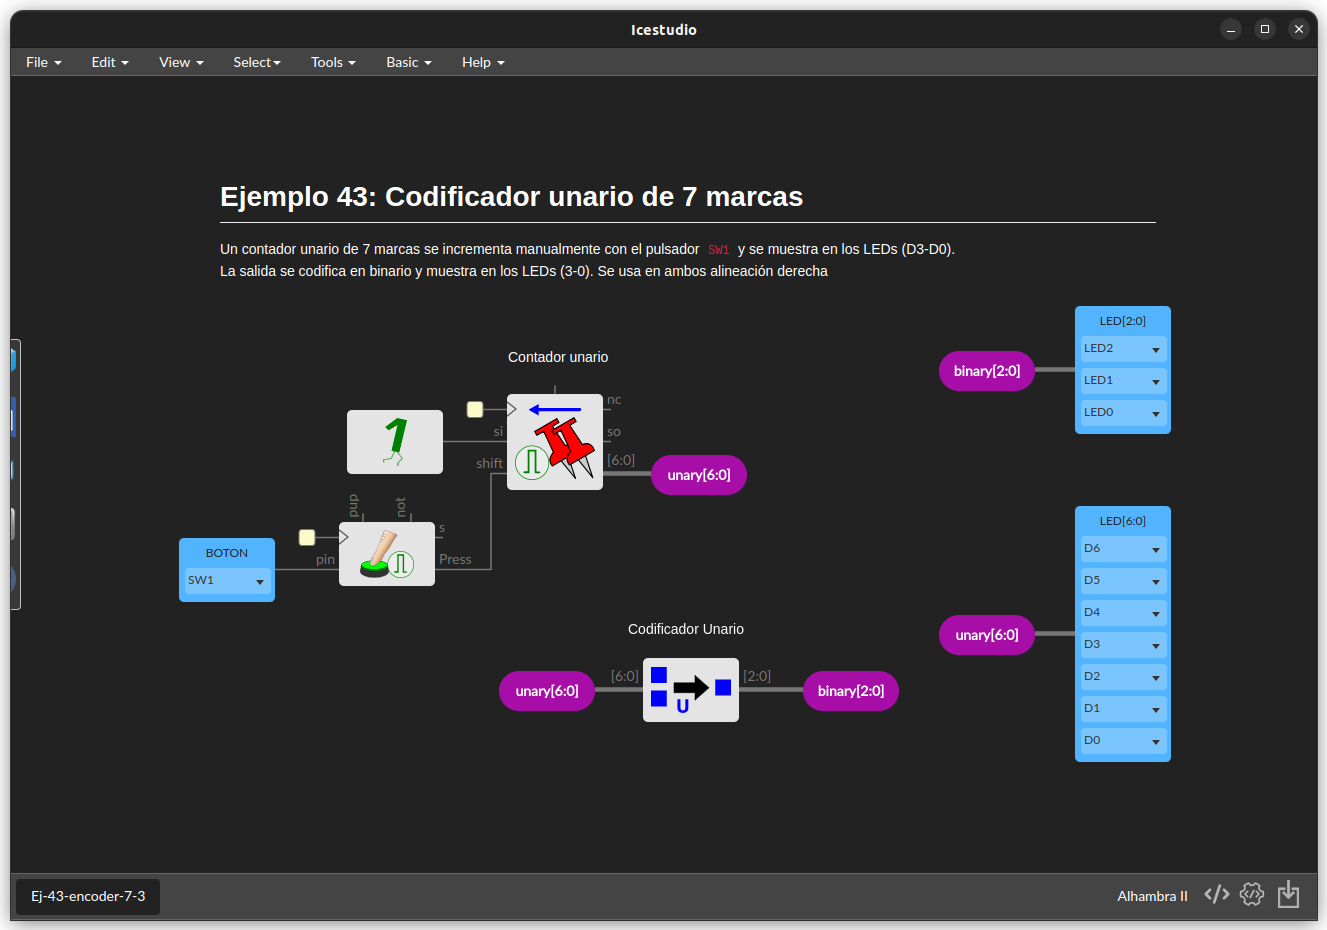 Icestudio
File Edit View Select Tools Basic Help
Ejemplo 43: Codificador unario de 7 marcas
Un contador unario de 7 marcas se incrementa manualmente con el pulsador SW1 y se muestra en los LEDs (D3-D0).
La salida se codifica en binario y muestra en los LEDs (3-0). Se usa en ambos alineación derecha
LED[2:0]
LED2
LED1
LED0
binary[2:0]
Contador unario
nc
si
so
shift
[6:0]
1
unary[6:0]
pup
not
s
pin
Press
BOTON
SW1
LED[6:0]
D6
D5
D4
D3
D2
D1
D0
unary[6:0]
Codificador Unario
unary[6:0]
[6:0]
U
[2:0]
binary[2:0]
Ej-43-encoder-7-3
Alhambra II